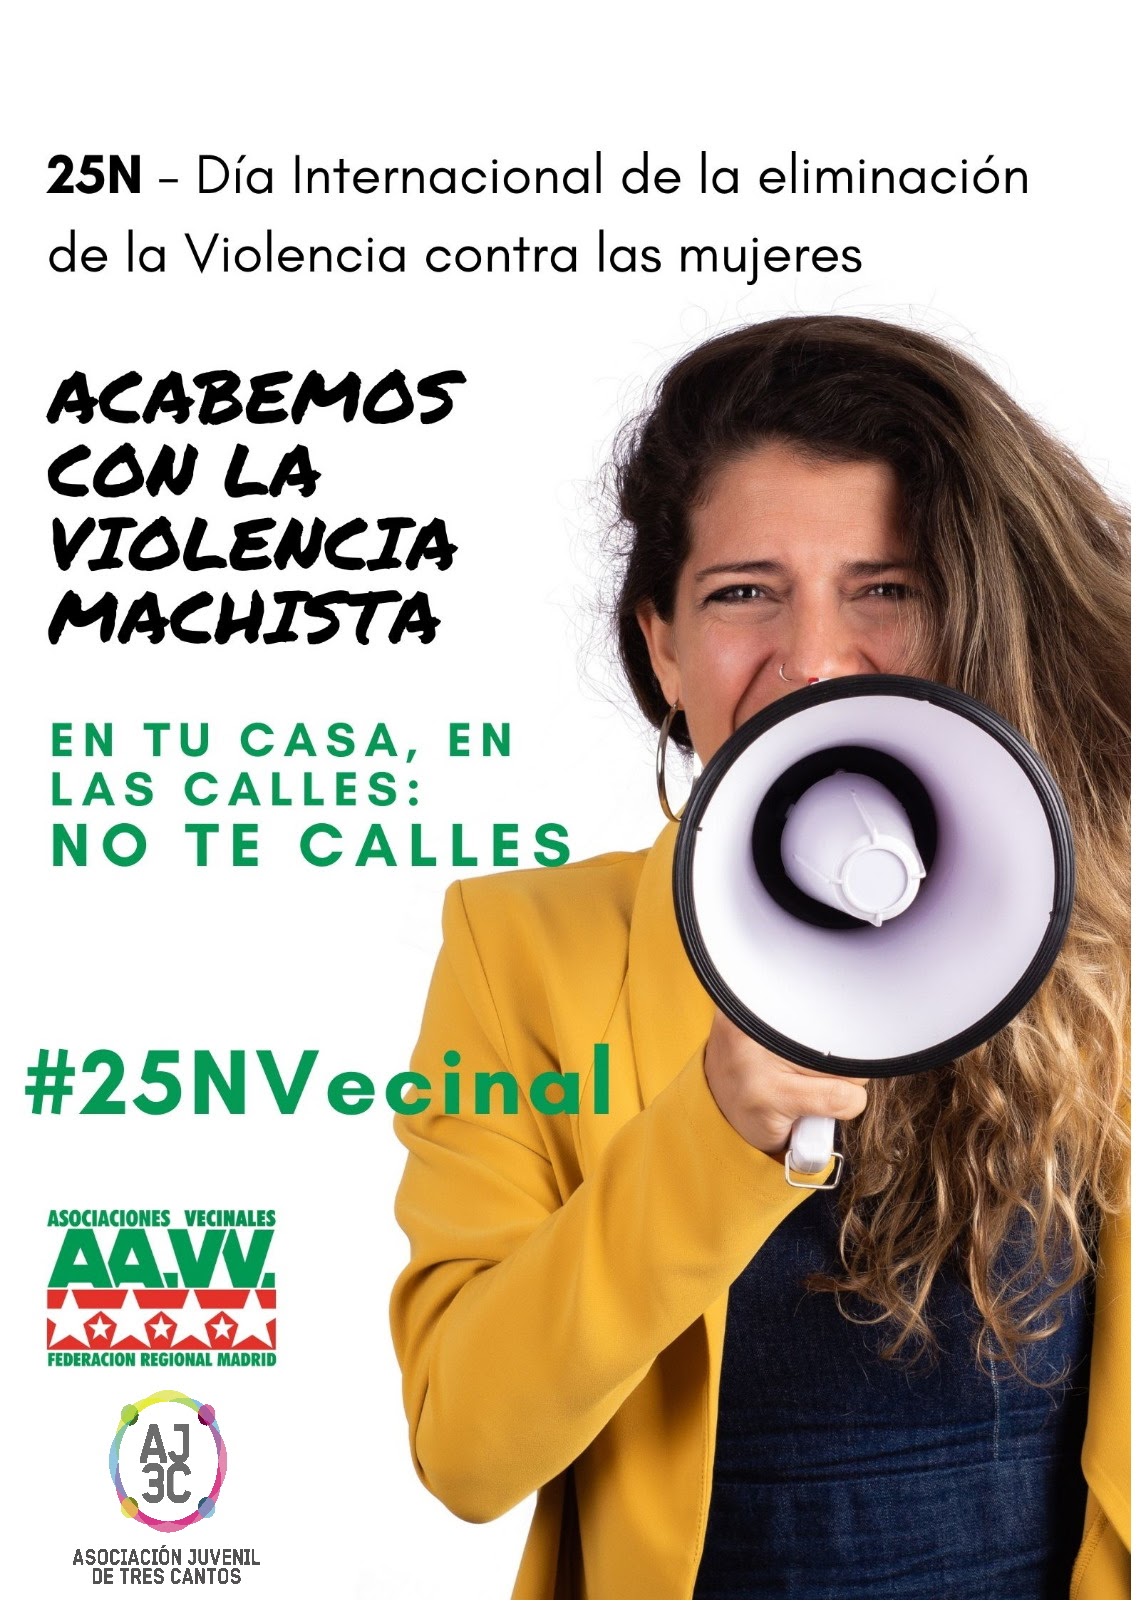 25N – Día Internacional de la eliminación
de la Violencia contra las mujeres
ACABEMOS
CON LA
VIOLENCIA
MACHISTA
EN TU CASA, EN
LAS CALLES:
NO TE CALLES
#25NVecinal
ASOCIACIONES VECINALES
AA.VV.
FEDERACION REGIONAL MADRID
AJ
3C
ASOCIACIÓN JUVENIL
DE TRES CANTOS